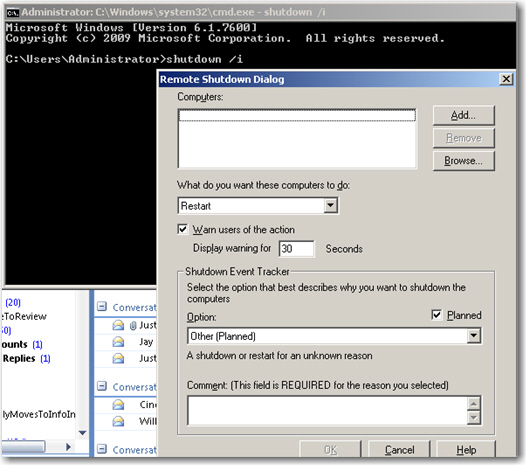 Administrator: C:\Windows\system32\cmd.exe - shutdown /i
Microsoft Windows [Version 6.1.7600]
Copyright (c) 2009 Microsoft Corporation.  All rights reserved.
C:\Users\Administrator>shutdown /i
Remote Shutdown Dialog
Computers:
Add...
Remove
Browse...
What do you want these computers to do:
Restart
Warn users of the action
Display warning for 30 Seconds
Shutdown Event Tracker
Select the option that best describes why you want to shutdown the
computers
Option:
Planned
Other (Planned)
A shutdown or restart for an unknown reason
Comment: (This field is REQUIRED for the reason you selected)
OK
Cancel
Help
(20)
eToReview
50)
ounts (1)
Replies (1)
lyMovesToInfoIn
Conversat
Just
Jay
Just
Conversat
Cind
Will
Conversat